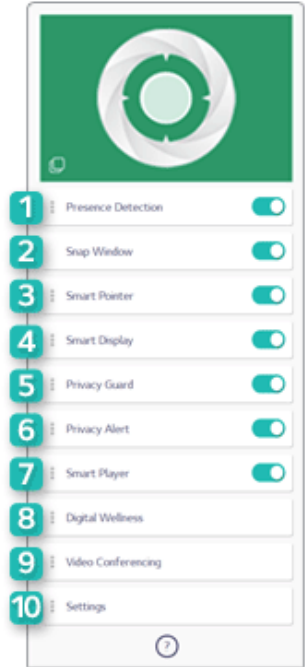 1 Presence Detection
2 Snap Window
3 Smart Pointer
4 Smart Display
5 Privacy Guard
6 Privacy Alert
7 Smart Player
8 Digital Wellness
9 Video Conferencing
10 Settings
?